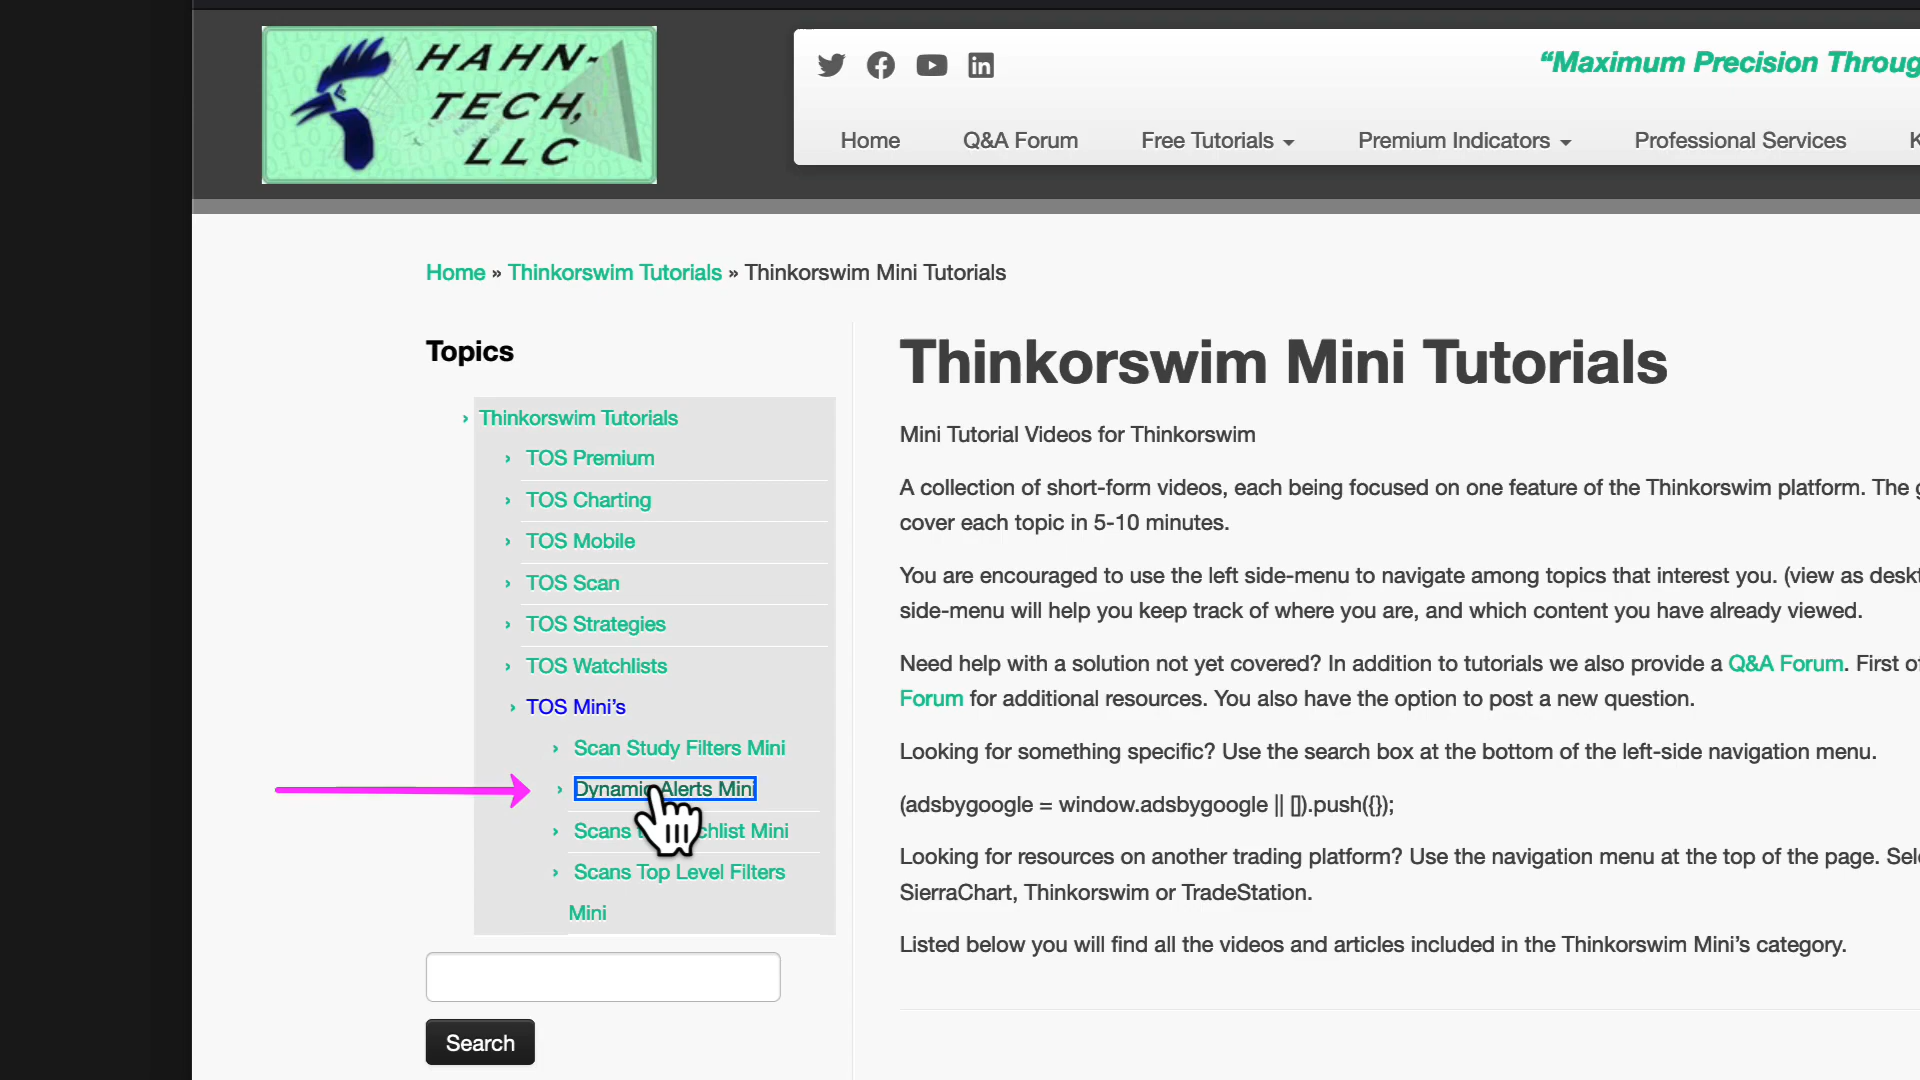 HAHN-
TECH,
LLC
“Maximum Precision Throug
Home Q&A Forum Free Tutorials Premium Indicators Professional Services K
Home » Thinkorswim Tutorials » Thinkorswim Mini Tutorials
Topics
Thinkorswim Tutorials
TOS Premium
TOS Charting
TOS Mobile
TOS Scan
TOS Strategies
TOS Watchlists
TOS Mini’s
Scan Study Filters Mini
Dynamic Alerts Mini
Scans chlist Mini
Scans Top Level Filters
Mini
Search
Thinkorswim Mini Tutorials
Mini Tutorial Videos for Thinkorswim
A collection of short-form videos, each being focused on one feature of the Thinkorswim platform. The g
cover each topic in 5-10 minutes.
You are encouraged to use the left side-menu to navigate among topics that interest you. (view as deskt
side-menu will help you keep track of where you are, and which content you have already viewed.
Need help with a solution not yet covered? In addition to tutorials we also provide a Q&A Forum. First of
Forum for additional resources. You also have the option to post a new question.
Looking for something specific? Use the search box at the bottom of the left-side navigation menu.
(adsbygoogle = window.adsbygoogle || []).push({});
Looking for resources on another trading platform? Use the navigation menu at the top of the page. Sele
SierraChart, Thinkorswim or TradeStation.
Listed below you will find all the videos and articles included in the Thinkorswim Mini’s category.